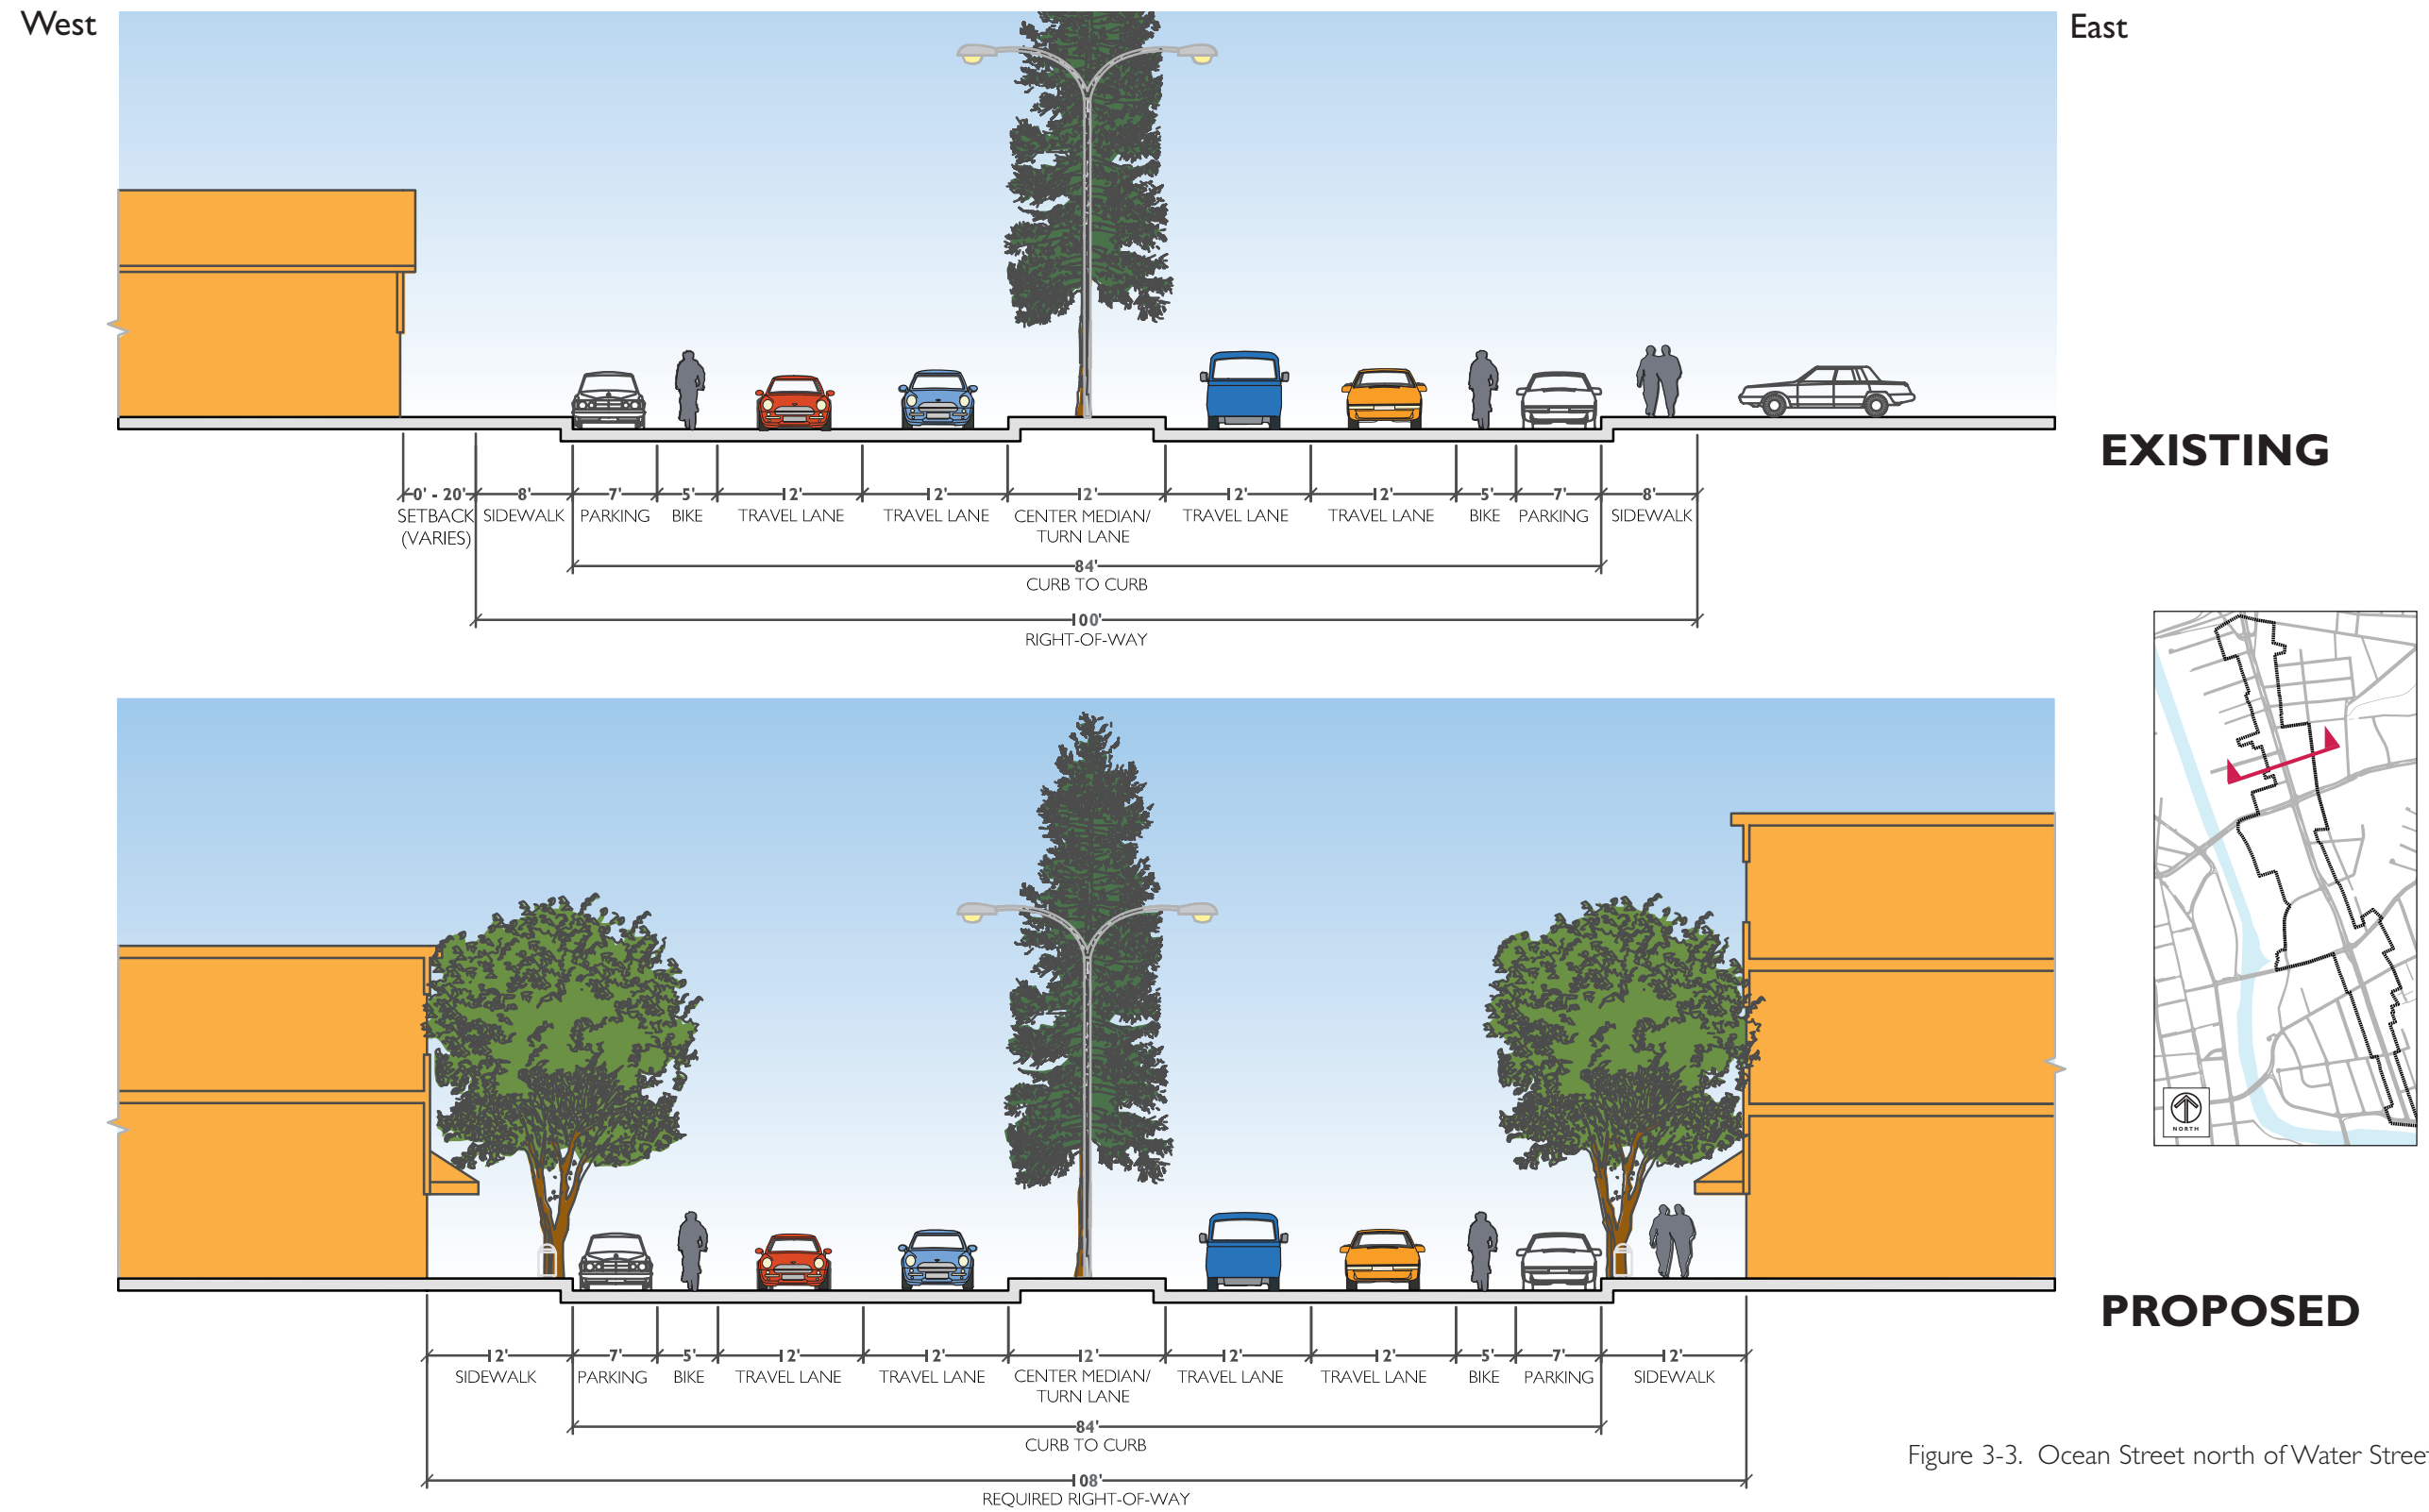 West
East
0' - 20'
8'
7'
5'
12'
12'
12'
12'
12'
5'
7'
8'
SETBACK
(VARIES)
SIDEWALK
PARKING
BIKE
TRAVEL LANE
TRAVEL LANE
CENTER MEDIAN/
TURN LANE
TRAVEL LANE
TRAVEL LANE
BIKE
PARKING
SIDEWALK
84'
CURB TO CURB
100'
RIGHT-OF-WAY
EXISTING
NORTH
12'
7'
5'
12'
12'
12'
12'
12'
5'
7'
12'
SIDEWALK
PARKING
BIKE
TRAVEL LANE
TRAVEL LANE
CENTER MEDIAN/
TURN LANE
TRAVEL LANE
TRAVEL LANE
BIKE
PARKING
SIDEWALK
84'
CURB TO CURB
108'
REQUIRED RIGHT-OF-WAY
PROPOSED
Figure 3-3. Ocean Street north of Water Street